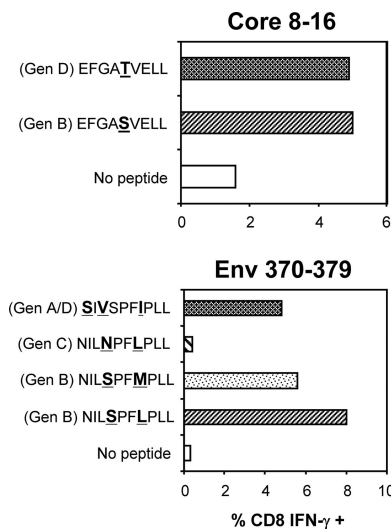 Core 8-16
(Gen D) EFGATVELL
(Gen B) EFGASVELL
No peptide
0 2 4 6
Env 370-379
(Gen A/D) SIVSPFIPLL
(Gen C) NILNPFLPLL
(Gen B) NILSPFMPLL
(Gen B) NILSPFLPLL
No peptide
0 2 4 6 8 10
% CD8 IFN-γ +